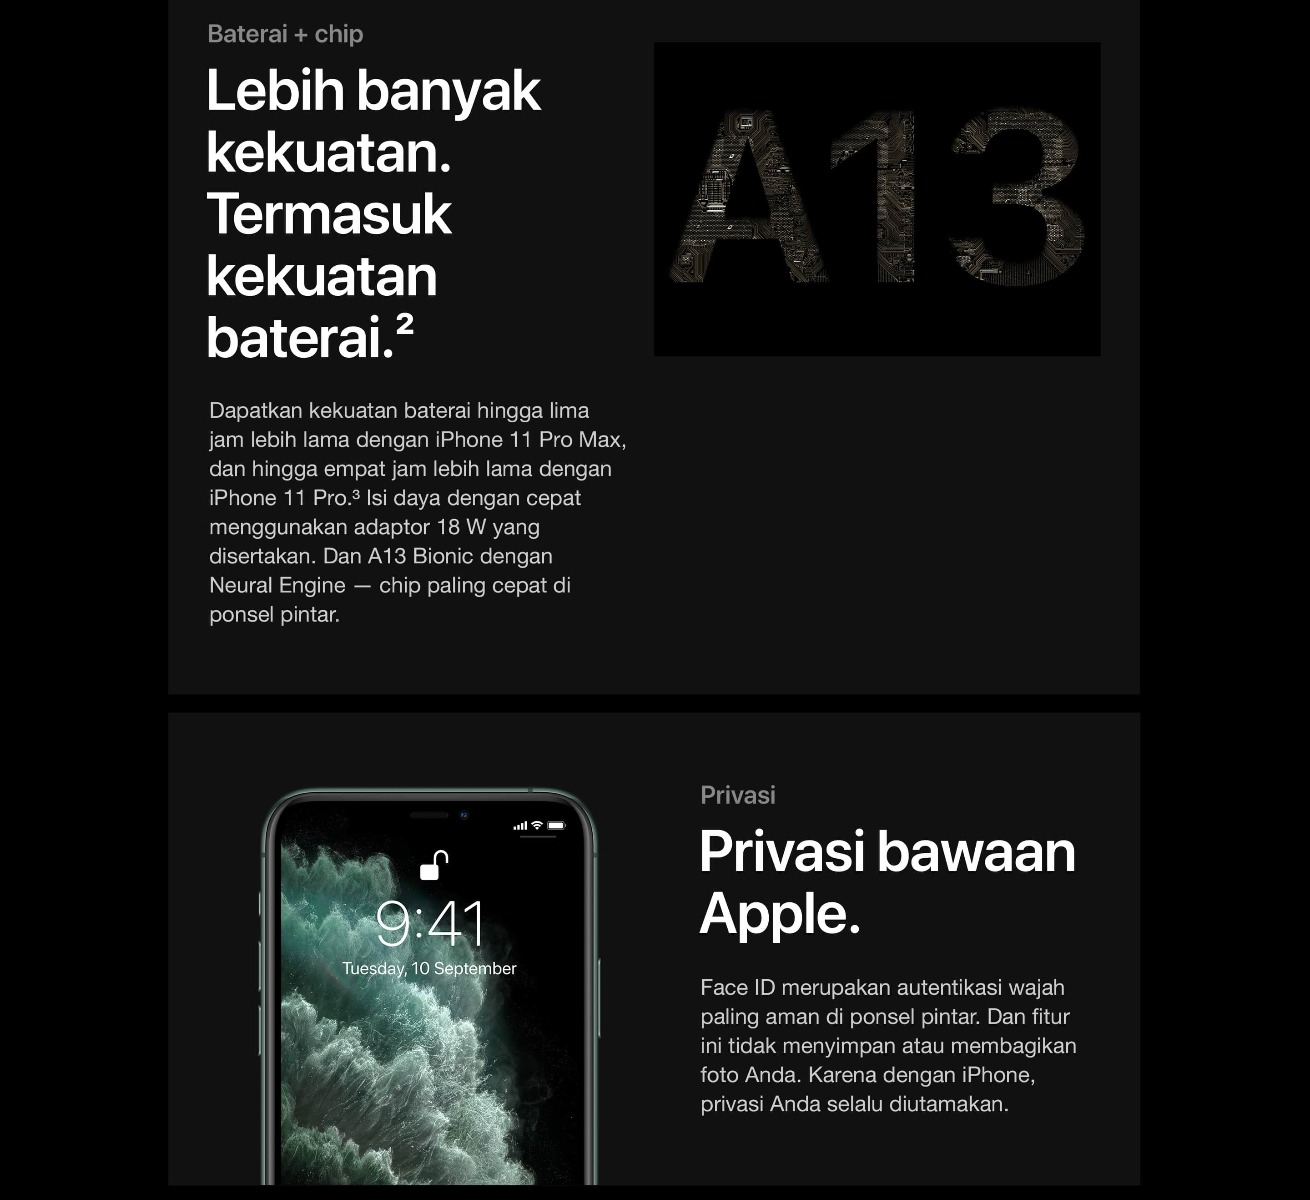 Baterai + chip
Lebih banyak
kekuatan.
Termasuk
kekuatan
baterai.²
A13
Dapatkan kekuatan baterai hingga lima
jam lebih lama dengan iPhone 11 Pro Max,
dan hingga empat jam lebih lama dengan
iPhone 11 Pro.³ Isi daya dengan cepat
menggunakan adaptor 18 W yang
disertakan. Dan A13 Bionic dengan
Neural Engine — chip paling cepat di
ponsel pintar.
9:41
Tuesday, 10 September
Privasi
Privasi bawaan
Apple.
Face ID merupakan autentikasi wajah
paling aman di ponsel pintar. Dan fitur
ini tidak menyimpan atau membagikan
foto Anda. Karena dengan iPhone,
privasi Anda selalu diutamakan.